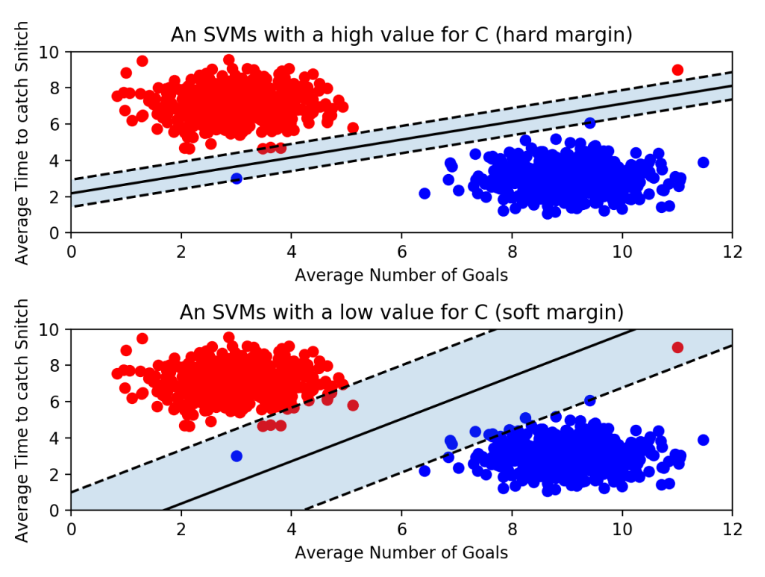 An SVMs with a high value for C (hard margin)
Average Time to catch Snitch
10
8
6
4
2
0
0 2 4 6 8 10 12
Average Number of Goals
An SVMs with a low value for C (soft margin)
Average Time to catch Snitch
10
8
6
4
2
0
0 2 4 6 8 10 12
Average Number of Goals